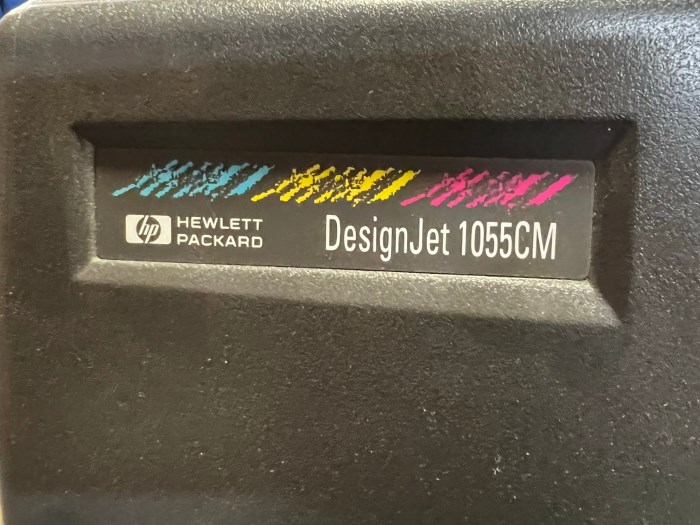 hp HEWLETT
PACKARD
DesignJet 1055CM